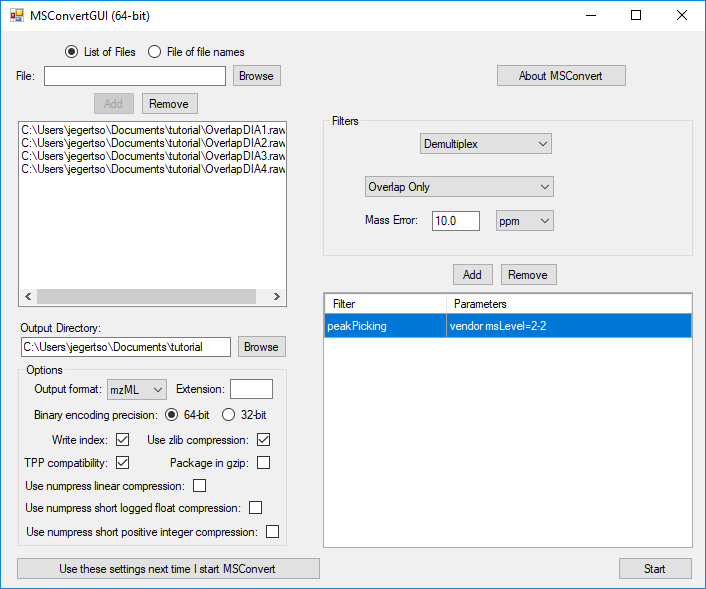 MSConvertGUI (64-bit)
List of Files
File of file names
File:
Browse
About MSConvert
Add
Remove
C:\Users\jegertso\Documents\tutorial\OverlapDIA1.raw
C:\Users\jegertso\Documents\tutorial\OverlapDIA2.raw
C:\Users\jegertso\Documents\tutorial\OverlapDIA3.raw
C:\Users\jegertso\Documents\tutorial\OverlapDIA4.raw
Filters
Demultiplex
Overlap Only
Mass Error:
10.0
ppm
Add
Remove
Filter
Parameters
peakPicking
vendor msLevel=2-2
Output Directory:
C:\Users\jegertso\Documents\tutorial
Browse
Options
Output format:
mzML
Extension:
Binary encoding precision:
64-bit
32-bit
Write index:
Use zlib compression:
TPP compatibility:
Package in gzip:
Use numpress linear compression:
Use numpress short logged float compression:
Use numpress short positive integer compression:
Use these settings next time I start MSConvert
Start